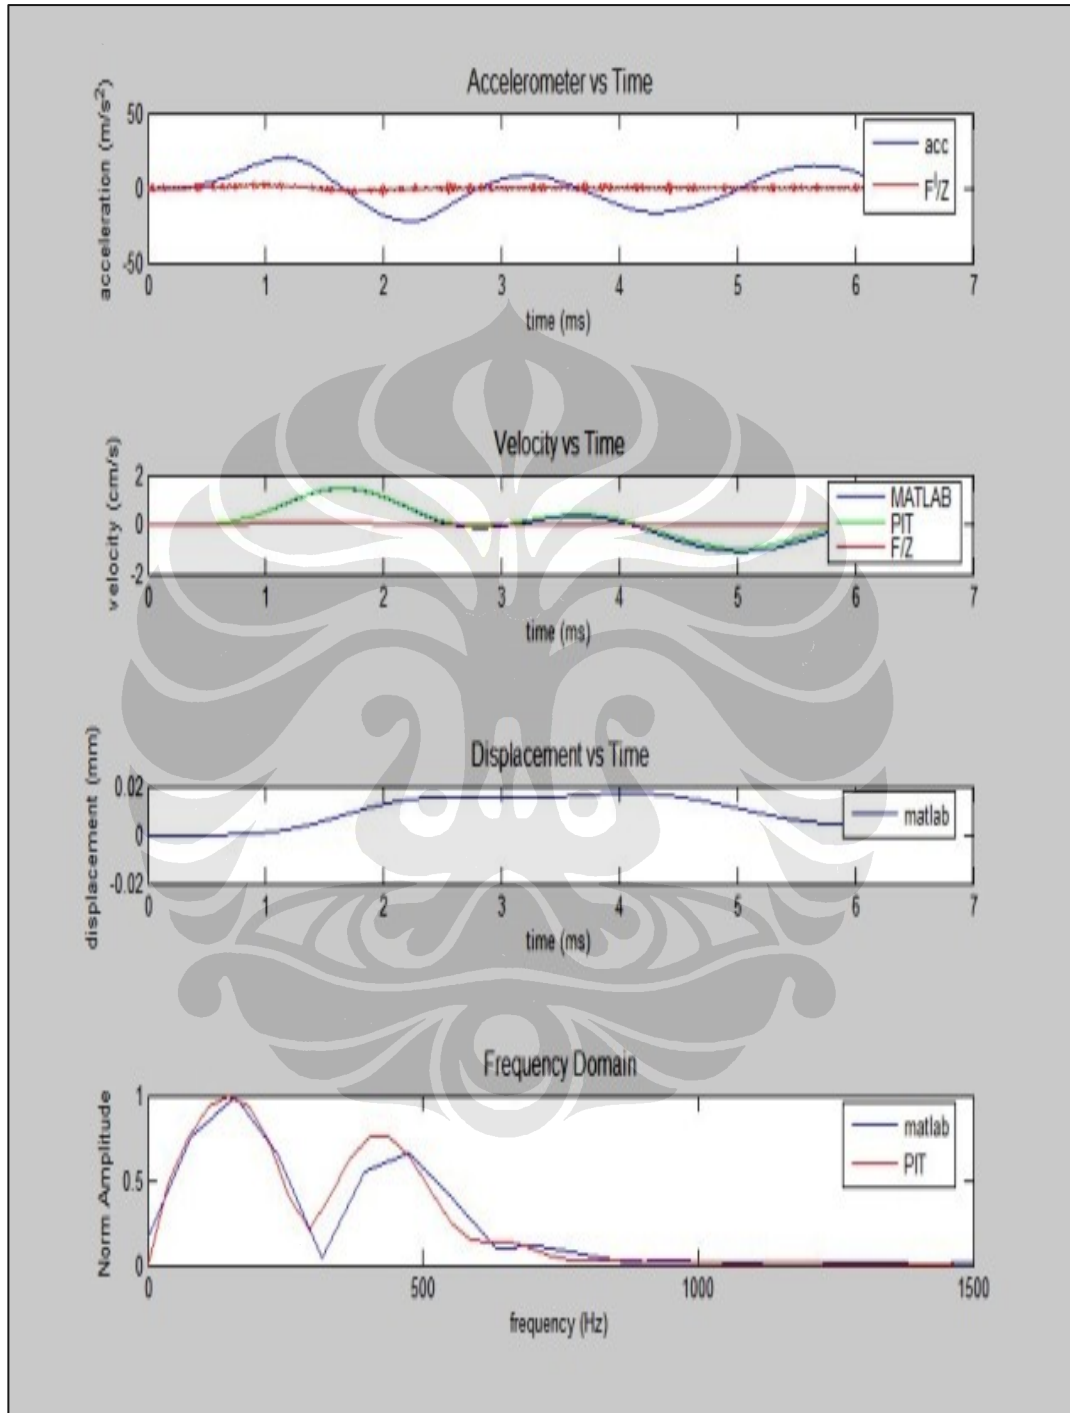 Accelerometer vs Time
acceleration (m/s²)
50
0
-50
acc
F/Z
0 1 2 3 4 5 6 7
time (ms)
Velocity vs Time
velocity (cm/s)
2
0
-2
MATLAB
PIT
F/Z
0 1 2 3 4 5 6 7
time (ms)
Displacement vs Time
displacement (mm)
0.02
0
-0.02
matlab
0 1 2 3 4 5 6 7
time (ms)
Frequency Domain
Norm Amplitude
1
0.5
0
matlab
PIT
0 500 1000 1500
frequency (Hz)